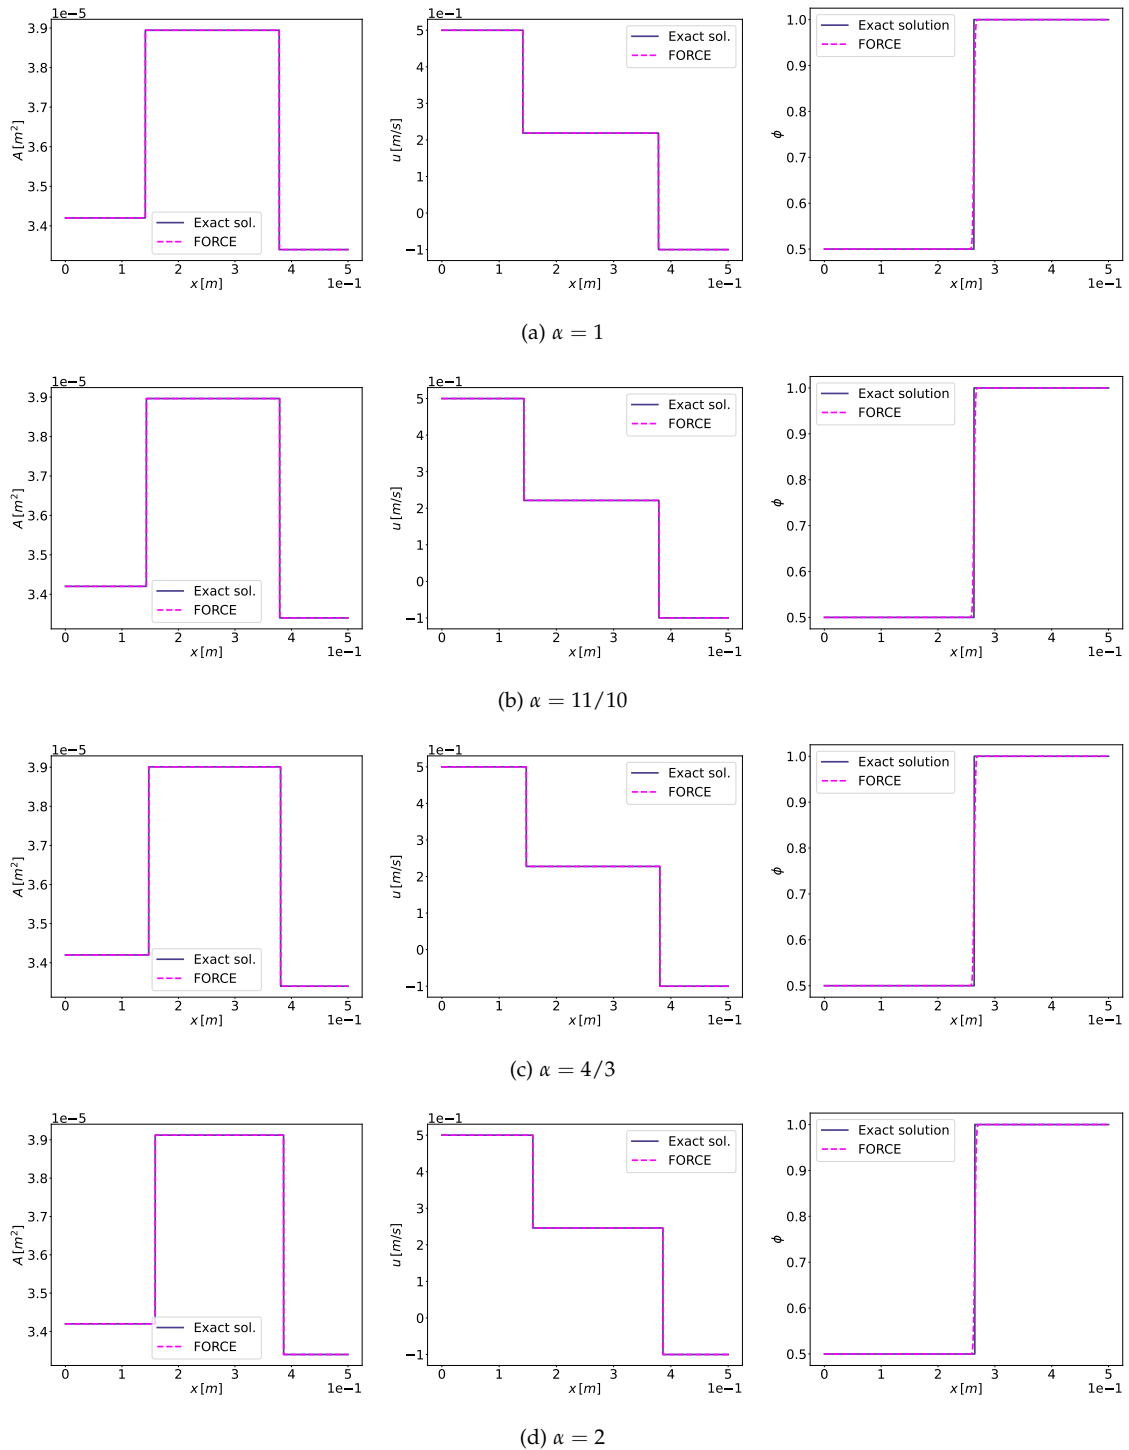 1e−5
3.9
3.8
3.7
3.6
3.5
3.4
A [m²]
Exact sol.
FORCE
0 1 2 3 4 5
x [m]
1e−1
1e−1
5
4
3
2
1
0
−1
u [m/s]
Exact sol.
FORCE
0 1 2 3 4 5
x [m]
1e−1
1.0
0.9
0.8
0.7
0.6
0.5
ϕ
Exact solution
FORCE
0 1 2 3 4 5
x [m]
1e−1
(a) α = 1
1e−5
3.9
3.8
3.7
3.6
3.5
3.4
A [m²]
Exact sol.
FORCE
0 1 2 3 4 5
x [m]
1e−1
1e−1
5
4
3
2
1
0
−1
u [m/s]
Exact sol.
FORCE
0 1 2 3 4 5
x [m]
1e−1
1.0
0.9
0.8
0.7
0.6
0.5
ϕ
Exact solution
FORCE
0 1 2 3 4 5
x [m]
1e−1
(b) α = 11/10
1e−5
3.9
3.8
3.7
3.6
3.5
3.4
A [m²]
Exact sol.
FORCE
0 1 2 3 4 5
x [m]
1e−1
1e−1
5
4
3
2
1
0
−1
u [m/s]
Exact sol.
FORCE
0 1 2 3 4 5
x [m]
1e−1
1.0
0.9
0.8
0.7
0.6
0.5
ϕ
Exact solution
FORCE
0 1 2 3 4 5
x [m]
1e−1
(c) α = 4/3
1e−5
3.9
3.8
3.7
3.6
3.5
3.4
A [m²]
Exact sol.
FORCE
0 1 2 3 4 5
x [m]
1e−1
1e−1
5
4
3
2
1
0
−1
u [m/s]
Exact sol.
FORCE
0 1 2 3 4 5
x [m]
1e−1
1.0
0.9
0.8
0.7
0.6
0.5
ϕ
Exact solution
FORCE
0 1 2 3 4 5
x [m]
1e−1
(d) α = 2